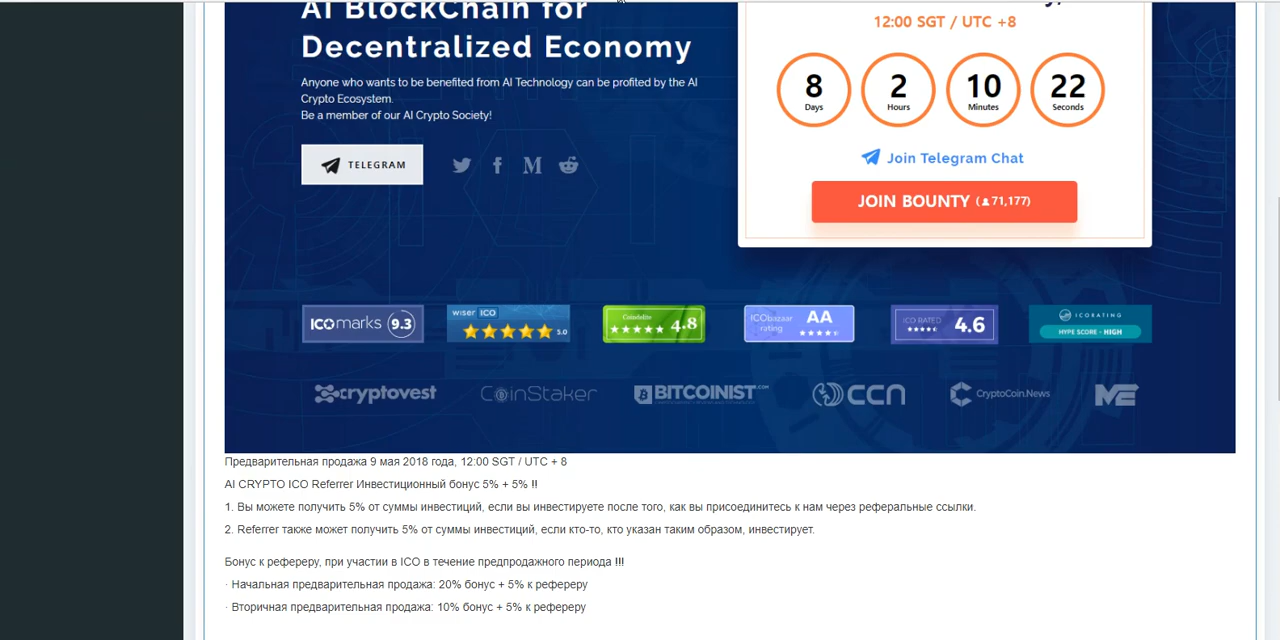 AI BlockChain for
Decentralized Economy
Anyone who wants to be benefited from AI Technology can be profited by the AI
Crypto Ecosystem.
Be a member of our AI Crypto Society!
TELEGRAM
12:00 SGT / UTC +8
8 2 10 22
Days Hours Minutes Seconds
Join Telegram Chat
JOIN BOUNTY (71,177)
ICOmarks 9.3
wiser ICO
5.0
Coindelite
4.8
ICObazaar
rating
AA
ICO RATED
4.6
ICORATING
HYPE SCORE - HIGH
cryptovest
CoinStaker
BITCOINIST.COM
CCN
CryptoCoin.News
ME
Предварительная продажа 9 мая 2018 года, 12:00 SGT / UTC + 8
AI CRYPTO ICO Referrer Инвестиционный бонус 5% + 5% !!
1. Вы можете получить 5% от суммы инвестиций, если вы инвестируете после того, как вы присоединитесь к нам через реферальные ссылки.
2. Referrer также может получить 5% от суммы инвестиций, если кто-то, кто указан таким образом, инвестирует.
Бонус к рефереру, при участии в ICO в течение предпродажного периода !!!
· Начальная предварительная продажа: 20% бонус + 5% к рефереру
· Вторичная предварительная продажа: 10% бонус + 5% к рефереру